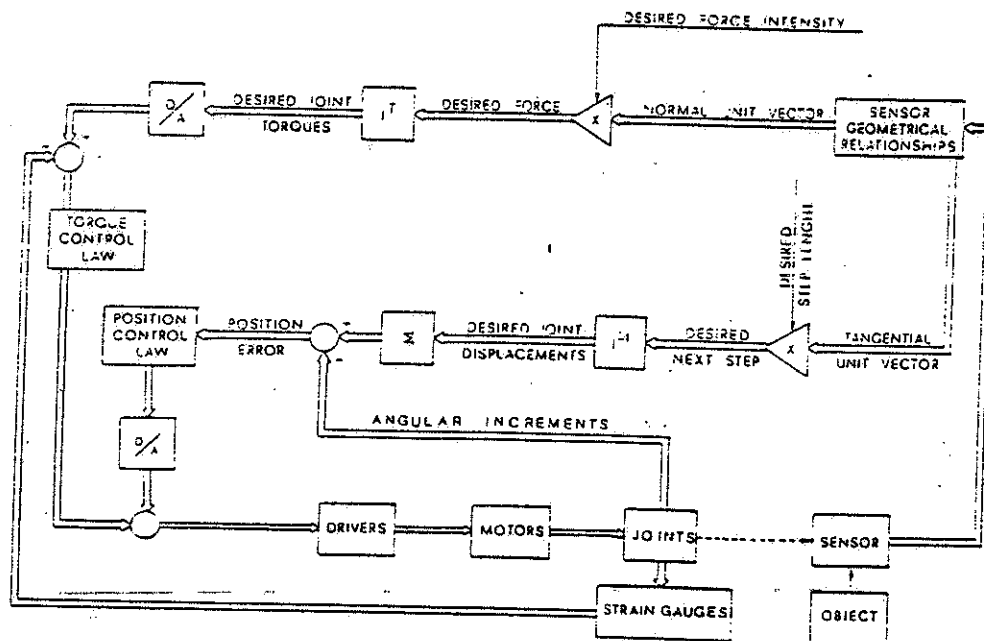 DESIRED FORCE INTENSITY
D/A
DESIRED JOINT
TORQUES
J^T
DESIRED FORCE
X
NORMAL UNIT VECTOR
SENSOR
GEOMETRICAL
RELATIONSHIPS
TORQUE
CONTROL
LAW
DESIRED
STEP LENGHT
POSITION
CONTROL
LAW
POSITION
ERROR
DESIRED JOINT
DISPLACEMENTS
J^-1
DESIRED
NEXT STEP
X
TANGENTIAL
UNIT VECTOR
ANGULAR INCREMENTS
D/A
DRIVERS
MOTORS
JOINTS
SENSOR
STRAIN GAUGES
OBJECT